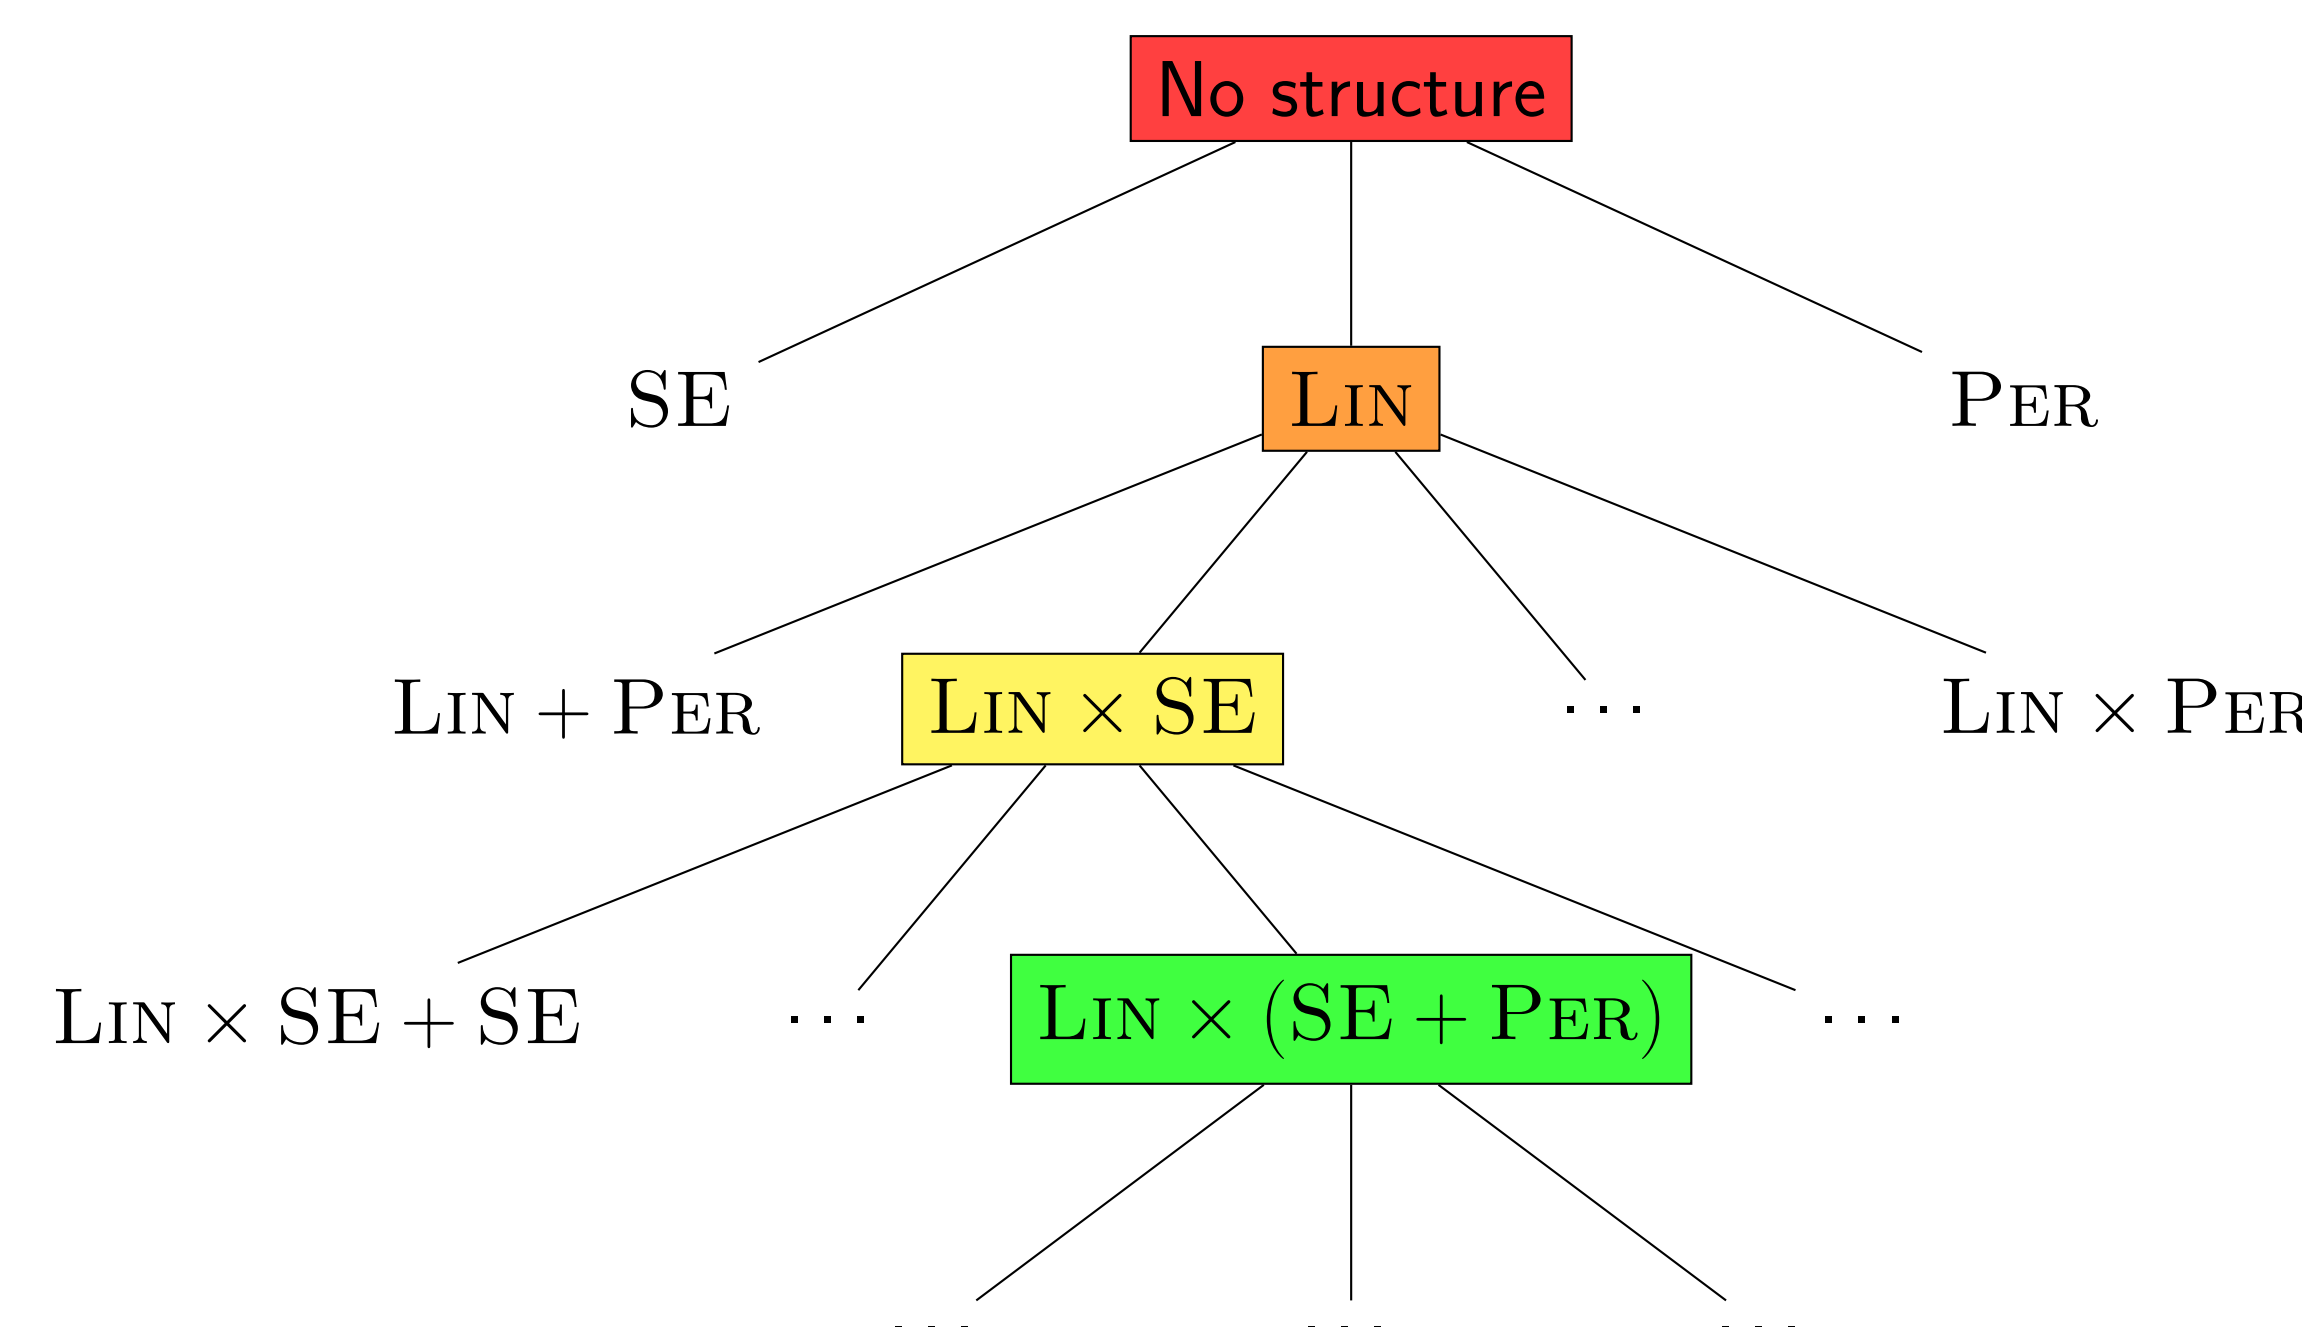 No structure
SE LIN PER
LIN + PER LIN × SE ... LIN × PER
LIN × SE + SE ... LIN × (SE + PER) ...
... ... ...